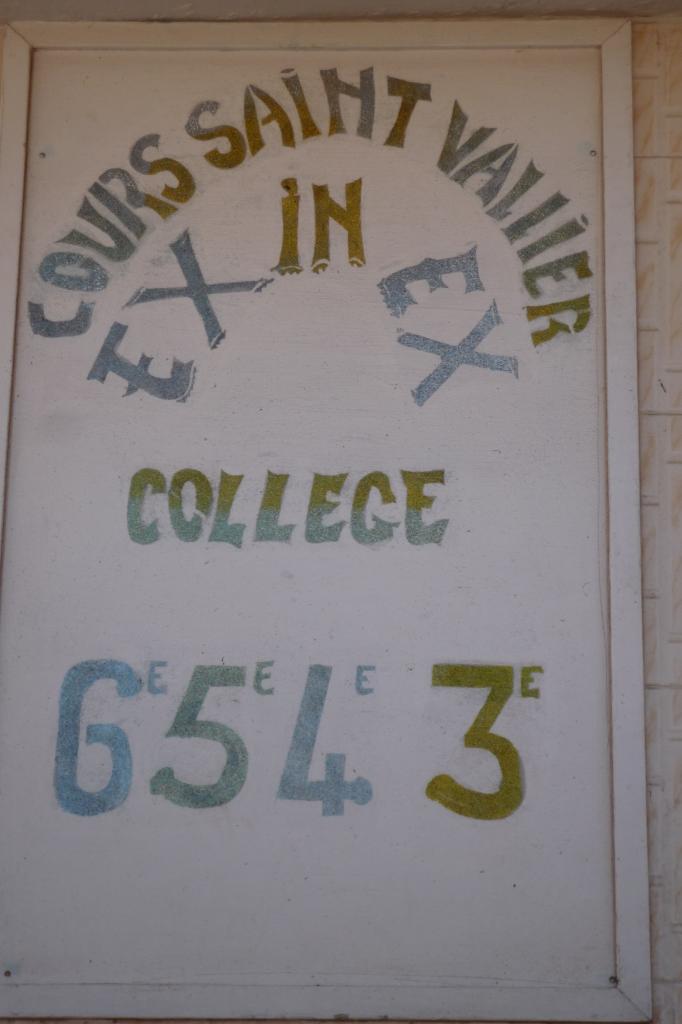 COURS SAINT VALLIER
EX IN EX
COLLEGE
6E 5E 4E 3E